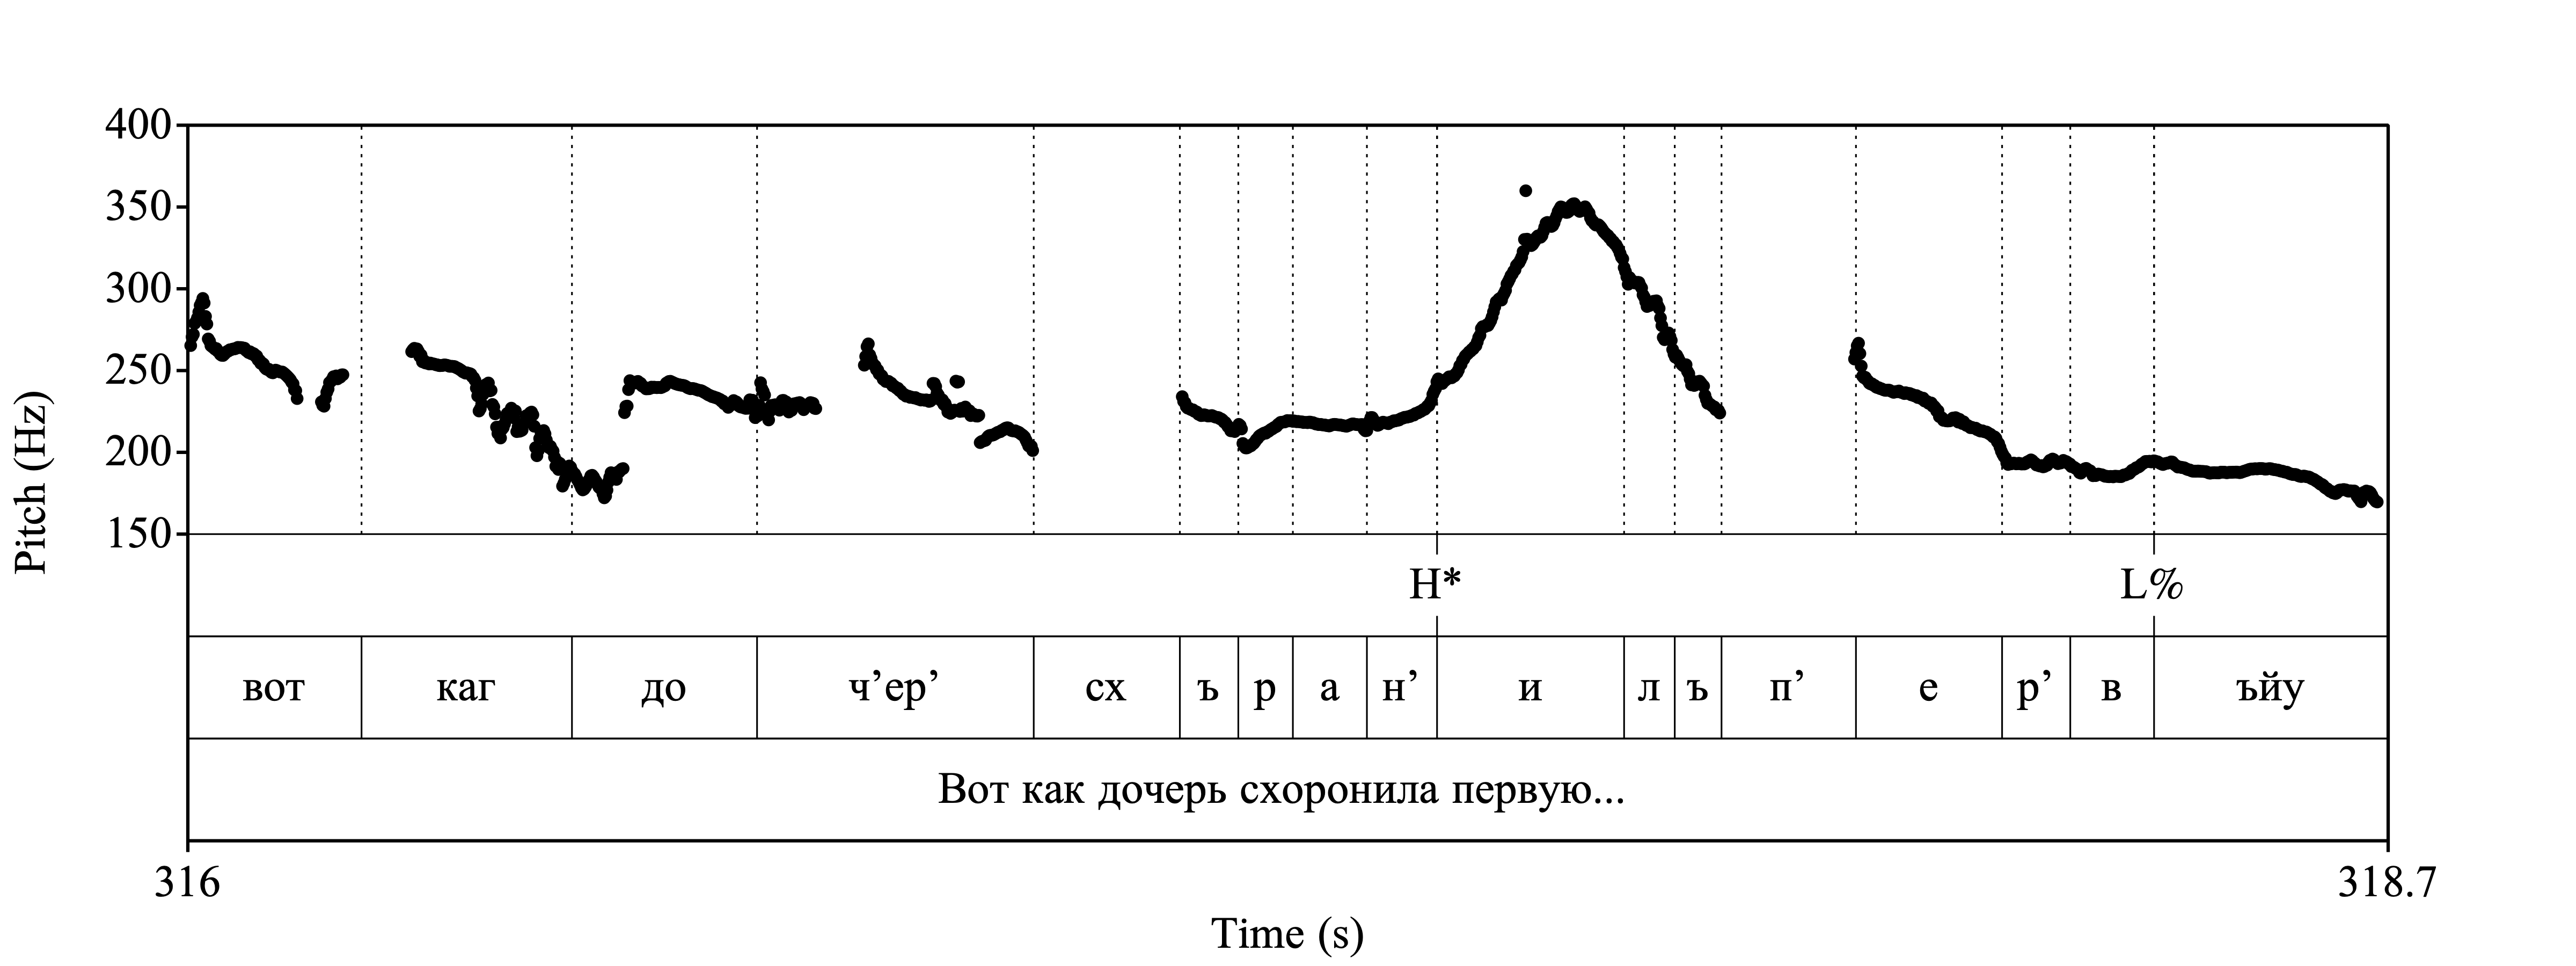 400
350
300
250
200
150
Pitch (Hz)
H* L%
вот каг до ч’ер’ сх ъ р а н’ и л ъ п’ е р’ в ъйу
Вот как дочерь схоронила первую...
316 318.7
Time (s)